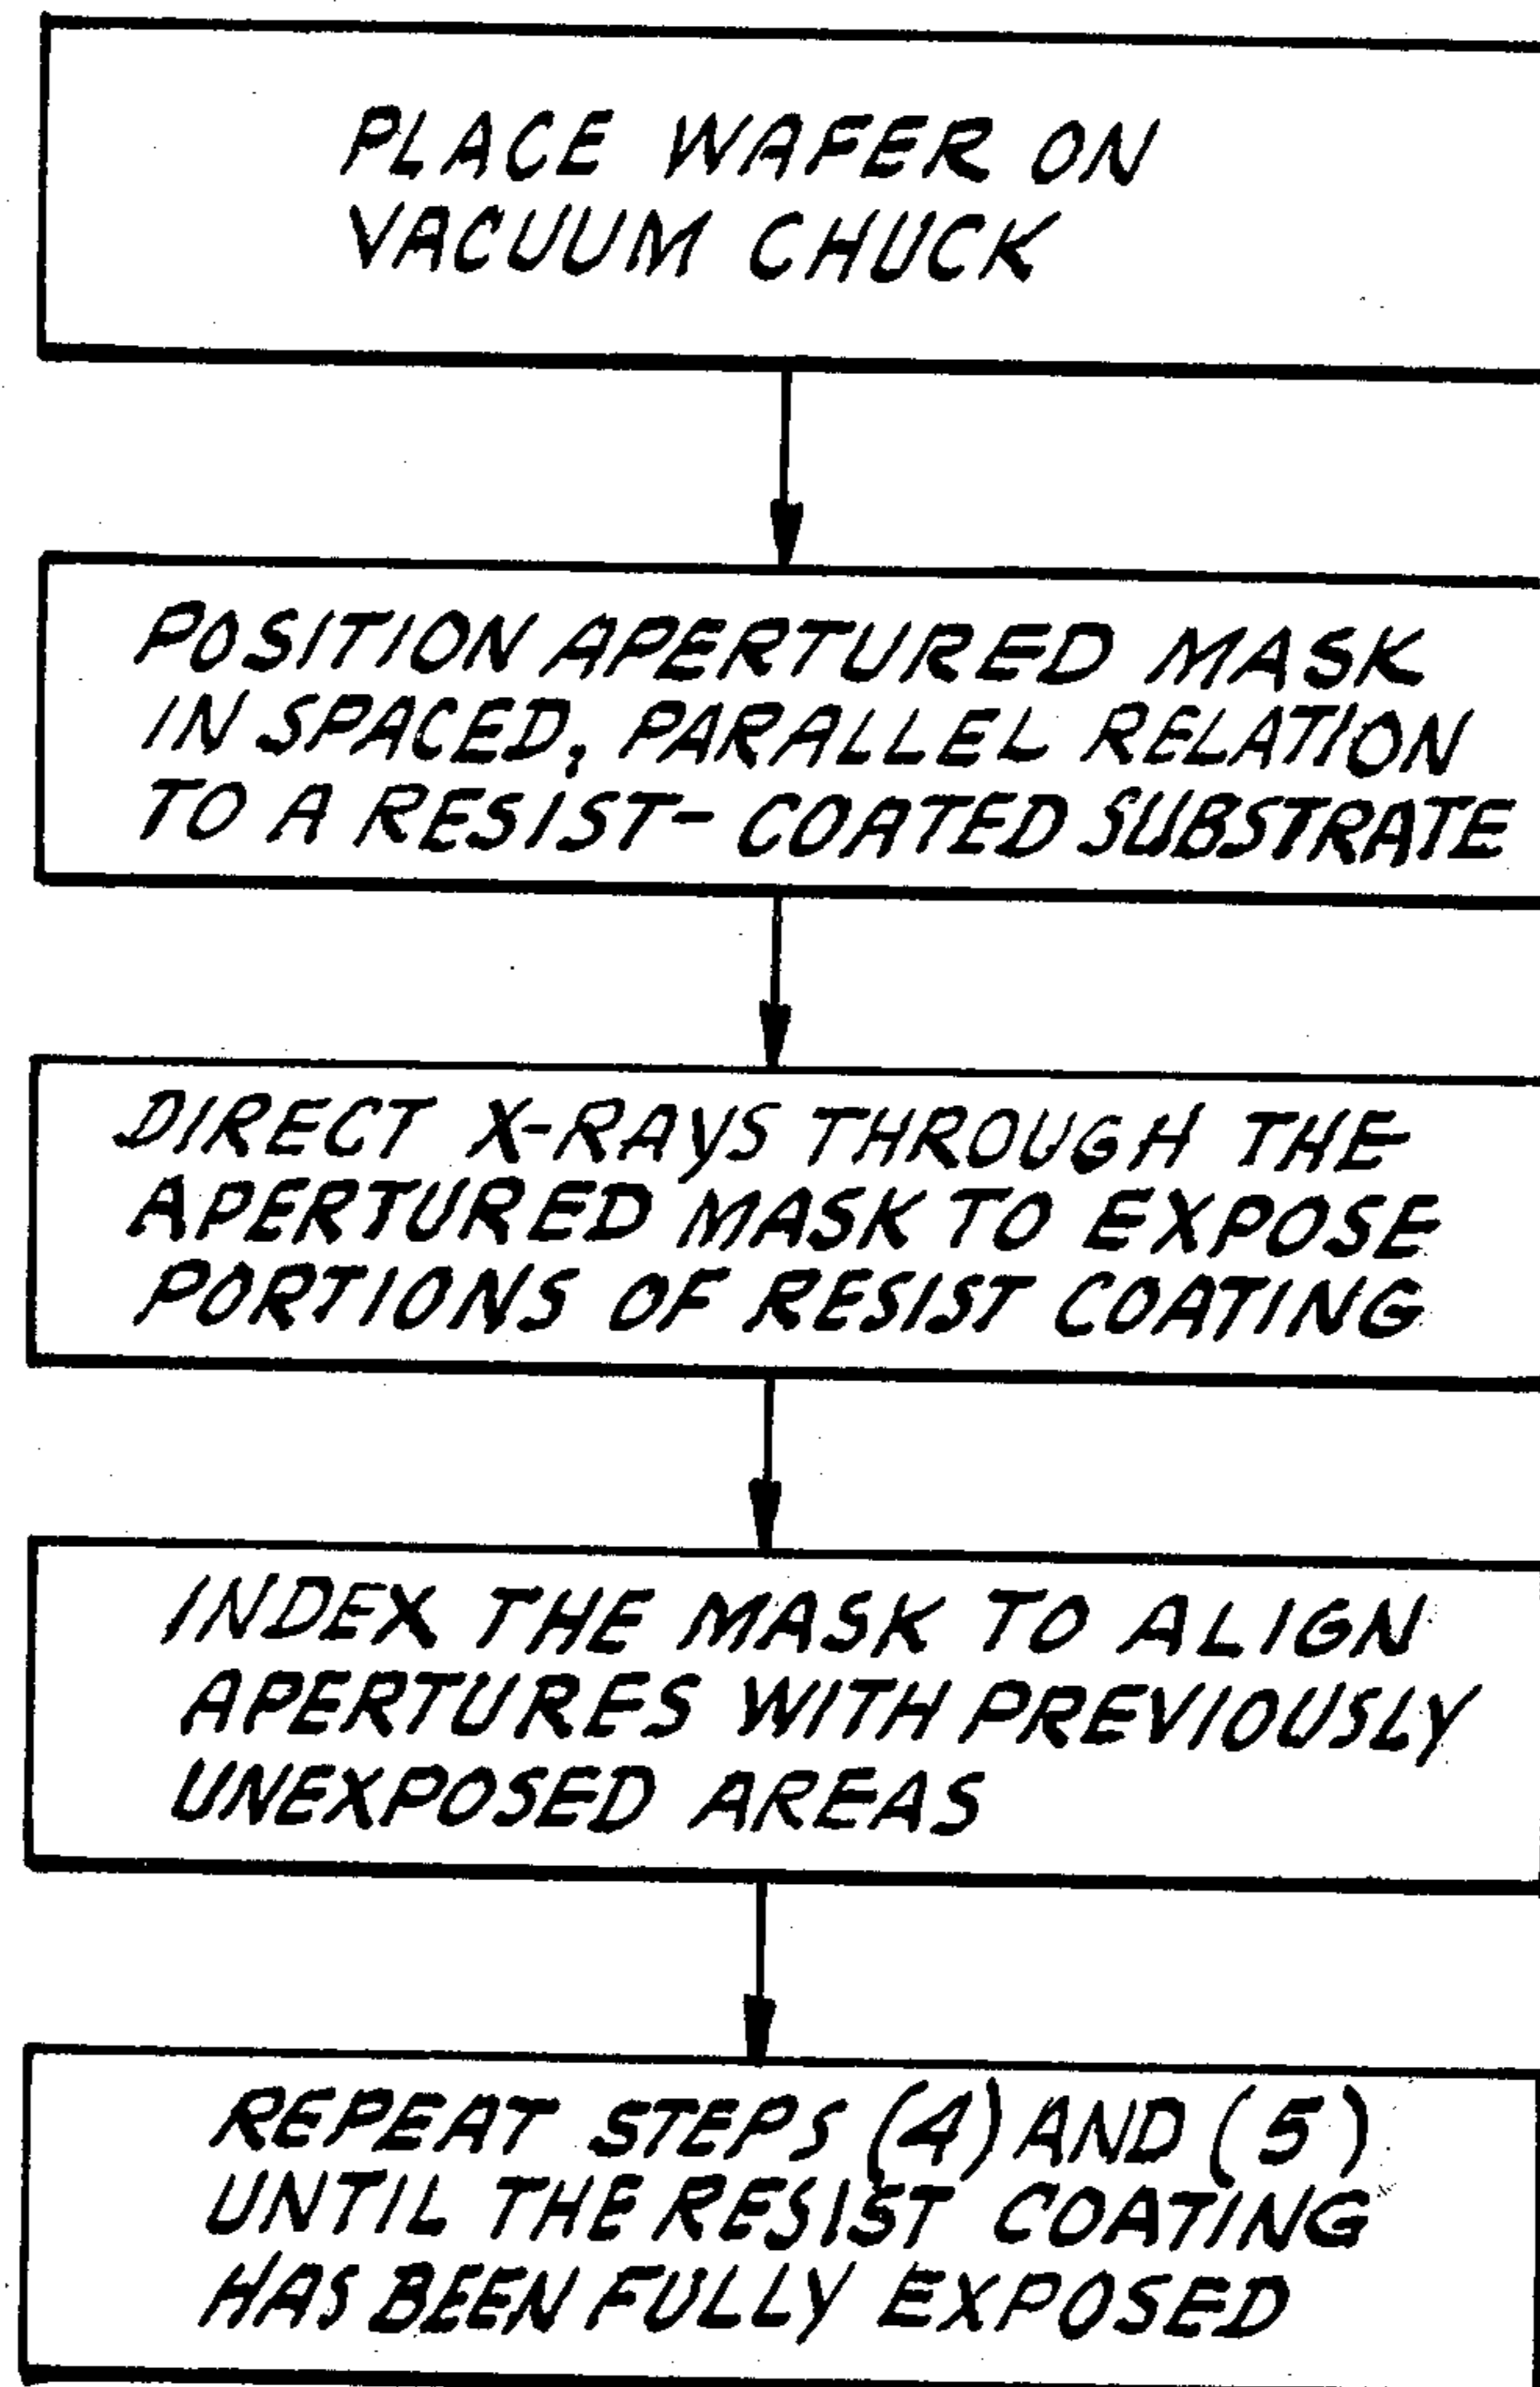 PLACE WAFER ON
VACUUM CHUCK
POSITION APERTURED MASK
IN SPACED, PARALLEL RELATION
TO A RESIST-COATED SUBSTRATE
DIRECT X-RAYS THROUGH THE
APERTURED MASK TO EXPOSE
PORTIONS OF RESIST COATING
INDEX THE MASK TO ALIGN
APERTURES WITH PREVIOUSLY
UNEXPOSED AREAS
REPEAT STEPS (4) AND (5)
UNTIL THE RESIST COATING
HAS BEEN FULLY EXPOSED